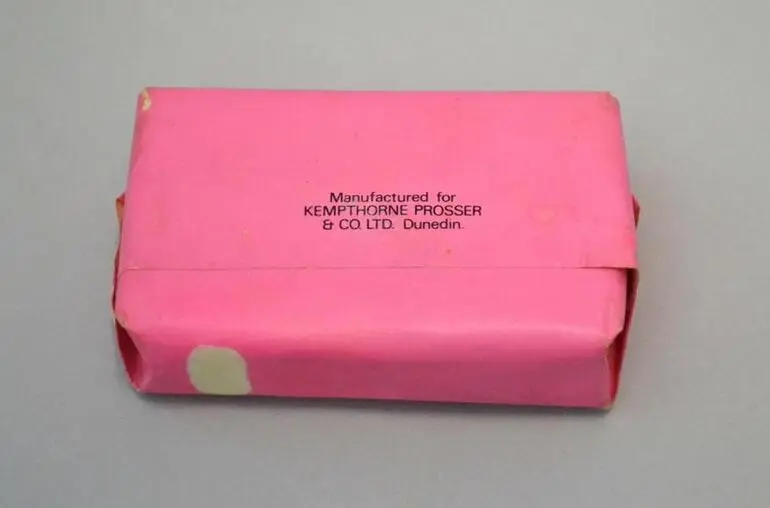 Manufactured for
KEMPTHORNE PROSSER
& CO. LTD. Dunedin.